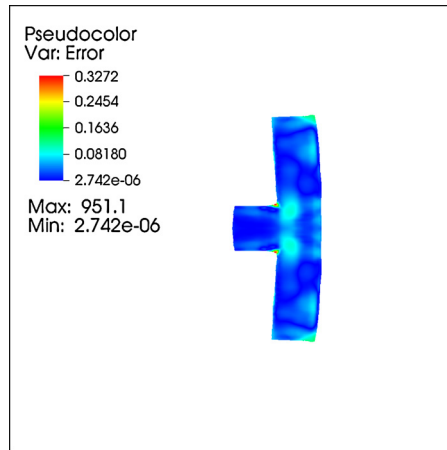 Pseudocolor
Var: Error
0.3272
0.2454
0.1636
0.08180
2.742e-06
Max: 951.1
Min: 2.742e-06